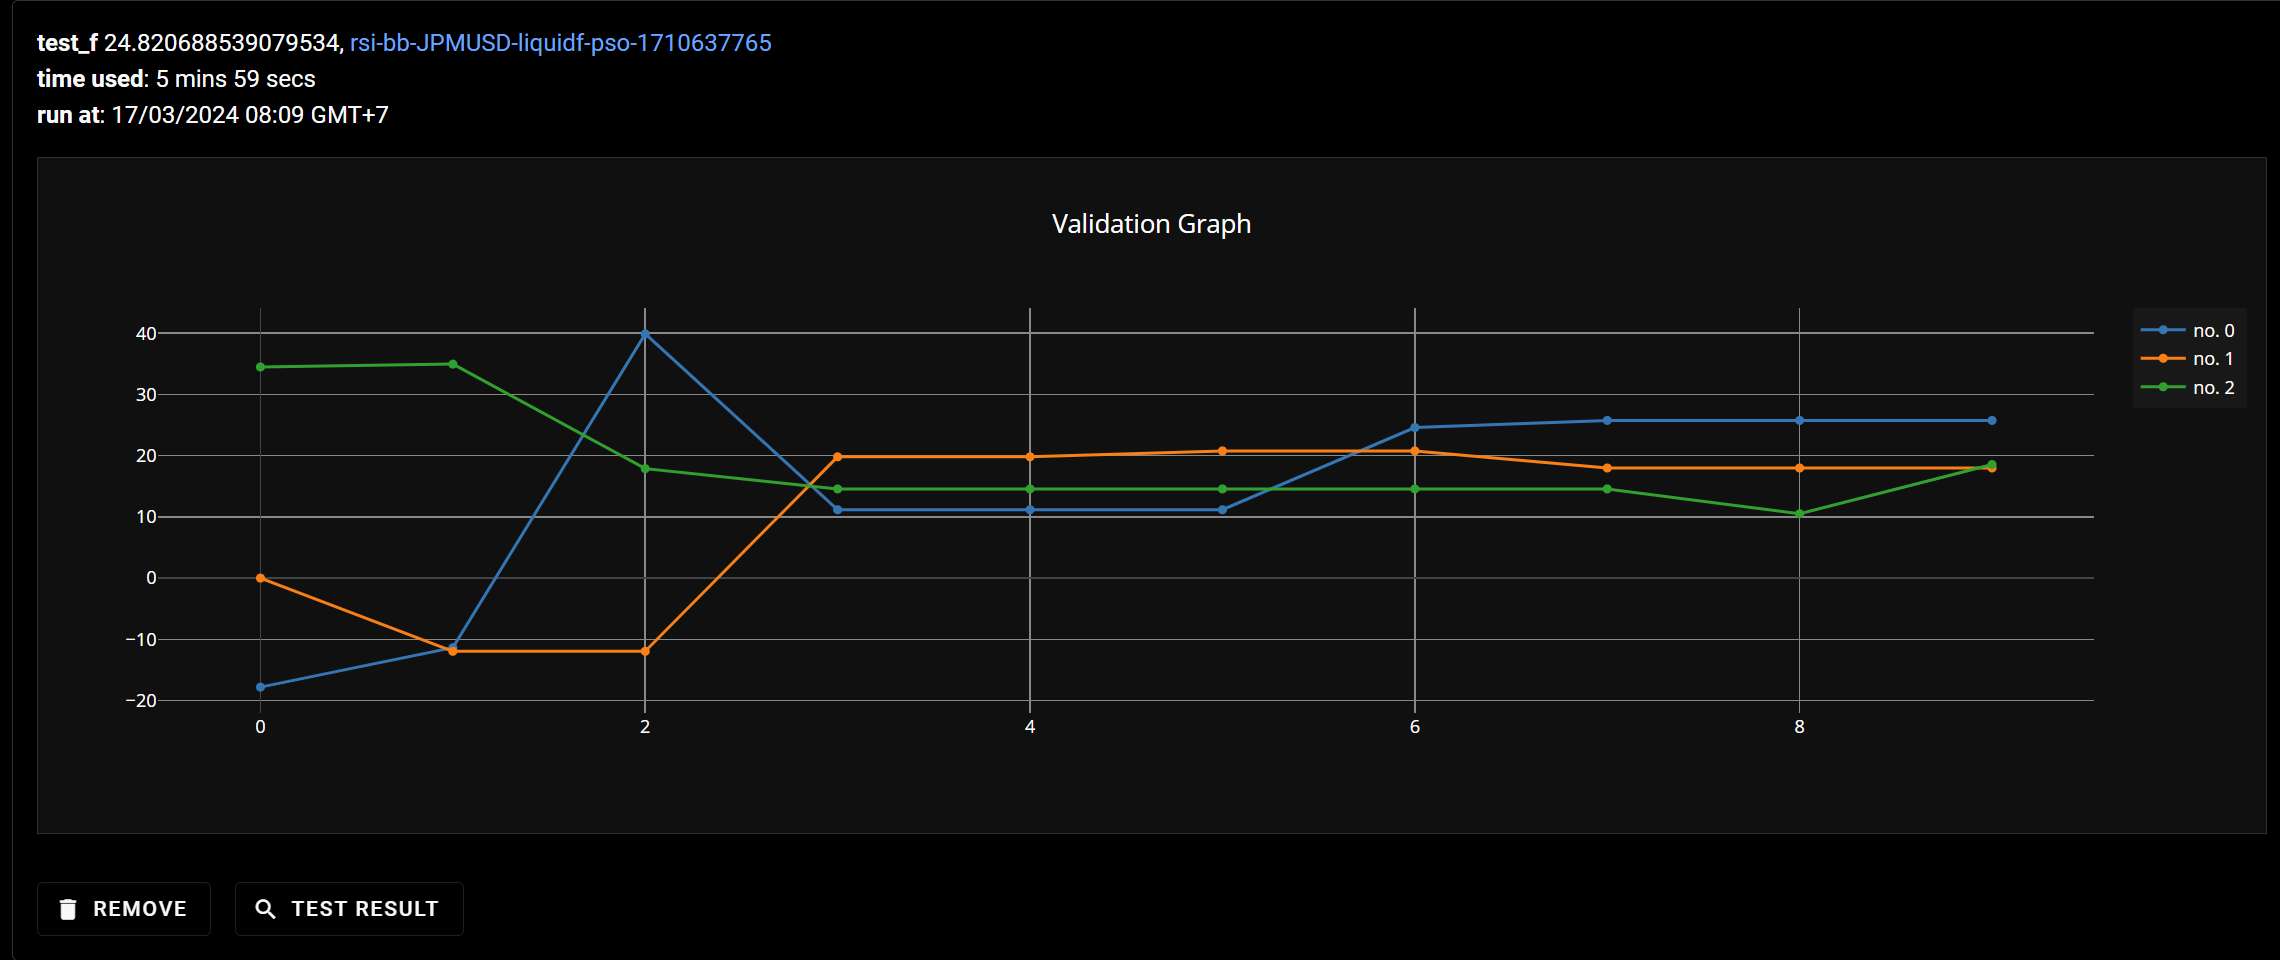 test_f 24.820688539079534, rsi-bb-JPMUSD-liquidf-pso-1710637765
time used: 5 mins 59 secs
run at: 17/03/2024 08:09 GMT+7
Validation Graph
40
30
20
10
0
−10
−20
0
2
4
6
8
no. 0
no. 1
no. 2
REMOVE
TEST RESULT